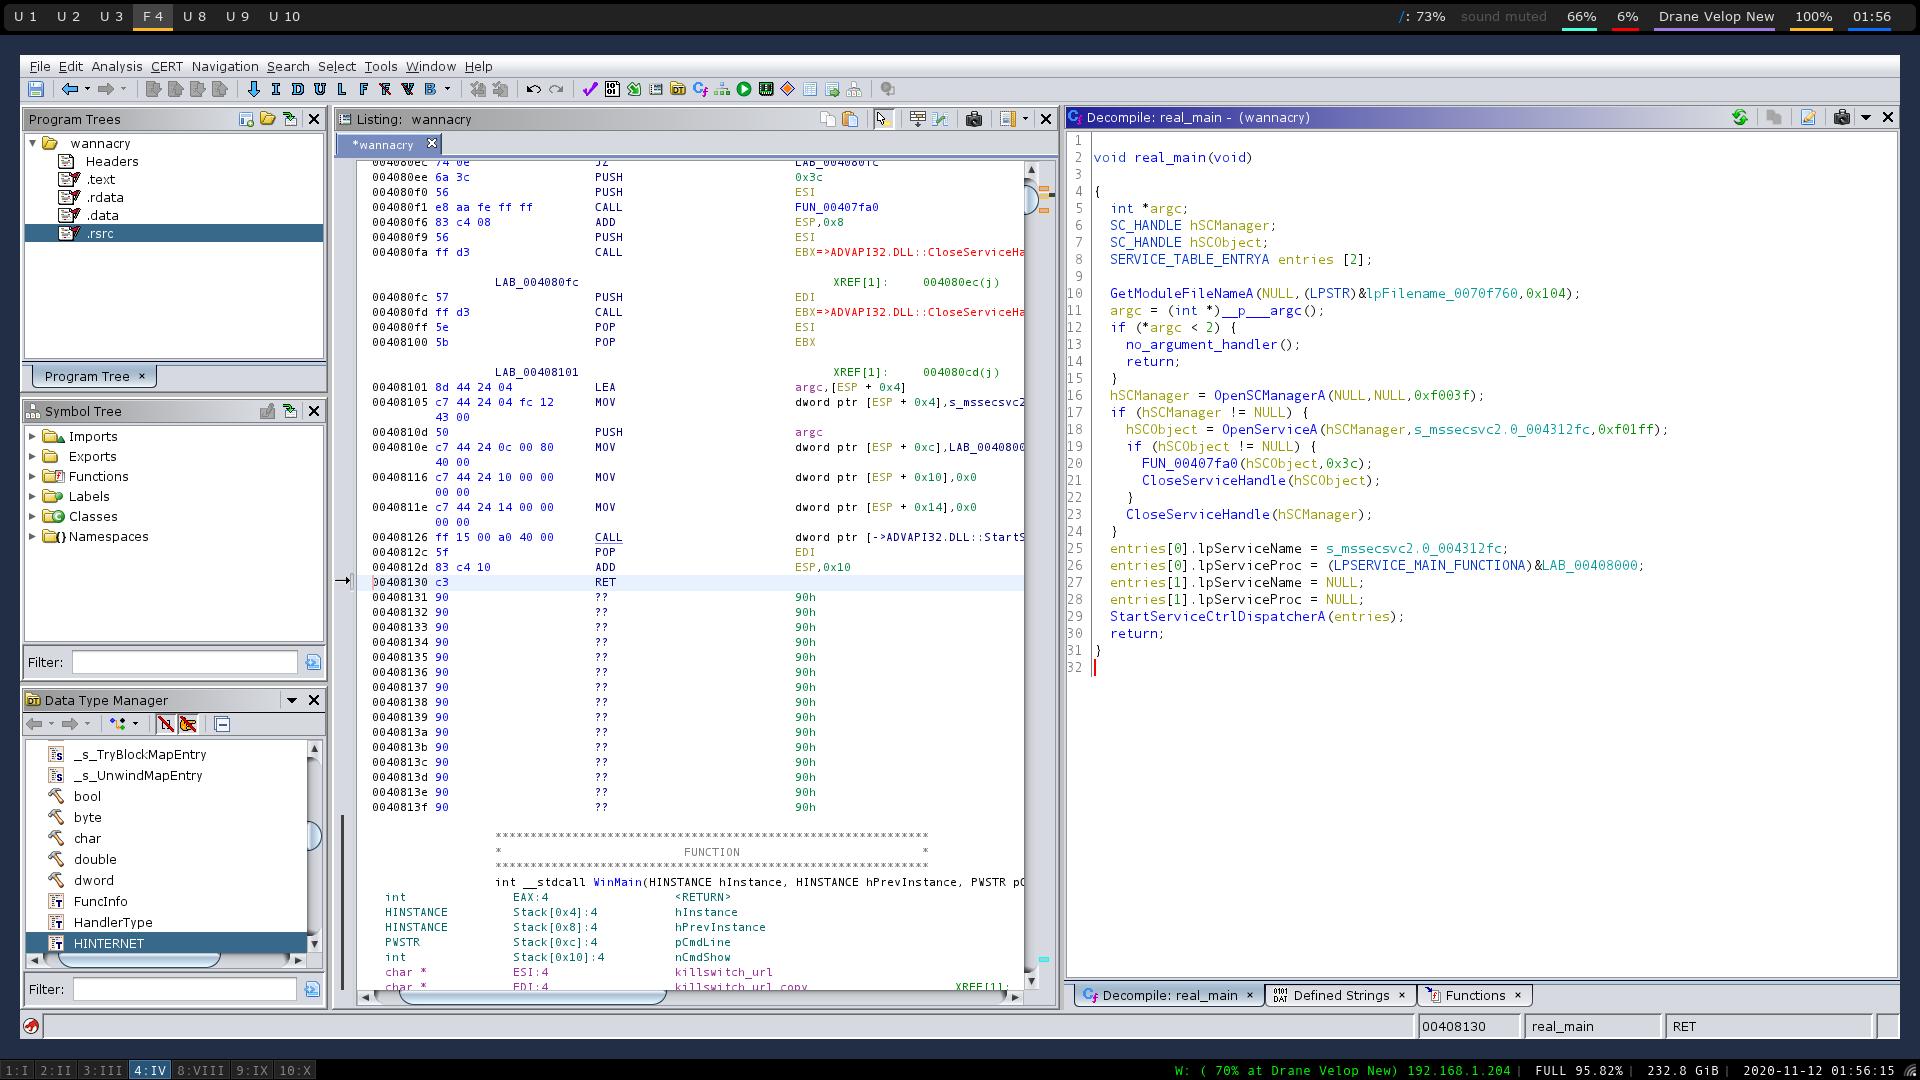 U 1 U 2 U 3 F 4 U 8 U 9 U 10
/: 73% sound muted 66% 6% Drane Velop New 100% 01:56
File Edit Analysis CERT Navigation Search Select Tools Window Help
I D U L F B
Program Trees
wannacry
Headers
.text
.rdata
.data
.rsrc
Program Tree ×
Symbol Tree
Imports
Exports
Functions
Labels
Classes
Namespaces
Filter:
Data Type Manager
_s_TryBlockMapEntry
_s_UnwindMapEntry
bool
byte
char
double
dword
FuncInfo
HandlerType
HINTERNET
Filter:
Listing: wannacry
*wannacry
004080ec 74 0e JZ LAB_004080fc
004080ee 6a 3c PUSH 0x3c
004080f0 56 PUSH ESI
004080f1 e8 aa fe ff ff CALL FUN_00407fa0
004080f6 83 c4 08 ADD ESP,0x8
004080f9 56 PUSH ESI
004080fa ff d3 CALL EBX=>ADVAPI32.DLL::CloseServiceHa
LAB_004080fc XREF[1]: 004080ec(j)
004080fc 57 PUSH EDI
004080fd ff d3 CALL EBX=>ADVAPI32.DLL::CloseServiceHa
004080ff 5e POP ESI
00408100 5b POP EBX
LAB_00408101 XREF[1]: 004080cd(j)
00408101 8d 44 24 04 LEA argc,[ESP + 0x4]
00408105 c7 44 24 04 fc 12 MOV dword ptr [ESP + 0x4],s_mssecsvc2
43 00
0040810d 50 PUSH argc
0040810e c7 44 24 0c 00 80 MOV dword ptr [ESP + 0xc],LAB_0040800
40 00
00408116 c7 44 24 10 00 00 MOV dword ptr [ESP + 0x10],0x0
00 00
0040811e c7 44 24 14 00 00 MOV dword ptr [ESP + 0x14],0x0
00 00
00408126 ff 15 00 a0 40 00 CALL dword ptr [->ADVAPI32.DLL::StartS
0040812c 5f POP EDI
0040812d 83 c4 10 ADD ESP,0x10
00408130 c3 RET
00408131 90 ?? 90h
00408132 90 ?? 90h
00408133 90 ?? 90h
00408134 90 ?? 90h
00408135 90 ?? 90h
00408136 90 ?? 90h
00408137 90 ?? 90h
00408138 90 ?? 90h
00408139 90 ?? 90h
0040813a 90 ?? 90h
0040813b 90 ?? 90h
0040813c 90 ?? 90h
0040813d 90 ?? 90h
0040813e 90 ?? 90h
0040813f 90 ?? 90h
**************************************************************
* FUNCTION *
**************************************************************
int __stdcall WinMain(HINSTANCE hInstance, HINSTANCE hPrevInstance, PWSTR pC
int EAX:4 <RETURN>
HINSTANCE Stack[0x4]:4 hInstance
HINSTANCE Stack[0x8]:4 hPrevInstance
PWSTR Stack[0xc]:4 pCmdLine
int Stack[0x10]:4 nCmdShow
char * ESI:4 killswitch_url
char * EDI:4 killswitch_url_copy XREF[1]:
Decompile: real_main - (wannacry)
1
2 void real_main(void)
3
4 {
5 int *argc;
6 SC_HANDLE hSCManager;
7 SC_HANDLE hSCObject;
8 SERVICE_TABLE_ENTRYA entries [2];
9
10 GetModuleFileNameA(NULL,(LPSTR)&lpFilename_0070f760,0x104);
11 argc = (int *)__p___argc();
12 if (*argc < 2) {
13 no_argument_handler();
14 return;
15 }
16 hSCManager = OpenSCManagerA(NULL,NULL,0xf003f);
17 if (hSCManager != NULL) {
18 hSCObject = OpenServiceA(hSCManager,s_mssecsvc2.0_004312fc,0xf01ff);
19 if (hSCObject != NULL) {
20 FUN_00407fa0(hSCObject,0x3c);
21 CloseServiceHandle(hSCObject);
22 }
23 CloseServiceHandle(hSCManager);
24 }
25 entries[0].lpServiceName = s_mssecsvc2.0_004312fc;
26 entries[0].lpServiceProc = (LPSERVICE_MAIN_FUNCTIONA)&LAB_00408000;
27 entries[1].lpServiceName = NULL;
28 entries[1].lpServiceProc = NULL;
29 StartServiceCtrlDispatcherA(entries);
30 return;
31 }
32
Decompile: real_main × Defined Strings × Functions ×
00408130 real_main RET
1:I 2:II 3:III 4:IV 8:VIII 9:IX 10:X
W: ( 70% at Drane Velop New) 192.168.1.204 | FULL 95.82% | 232.8 GiB | 2020-11-12 01:56:15